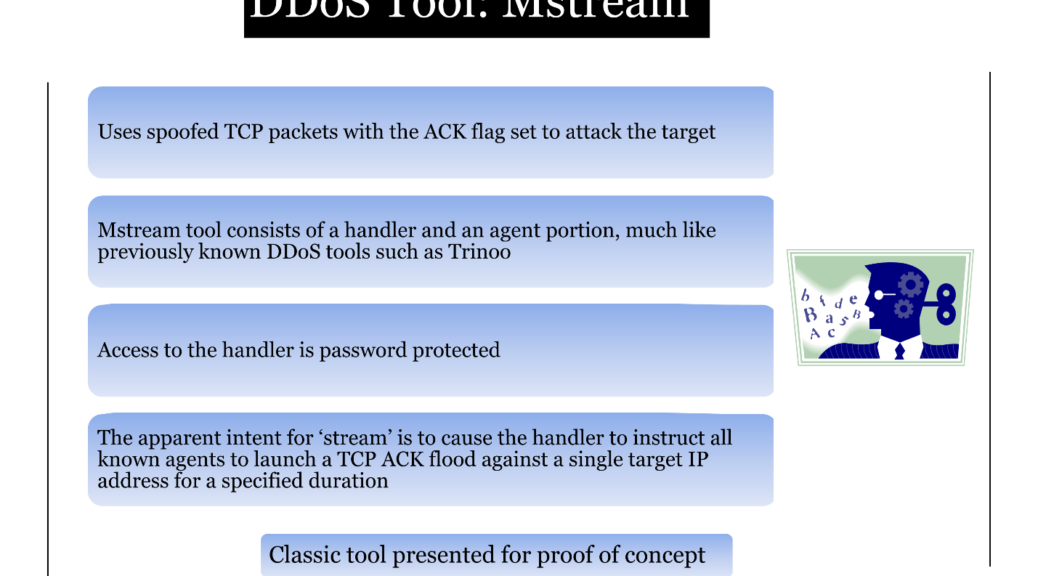 DDoS Tool: Mstream
Uses spoofed TCP packets with the ACK flag set to attack the target
Mstream tool consists of a handler and an agent portion, much like
previously known DDoS tools such as Trinoo
b f d e
B a s B
A c
Access to the handler is password protected
The apparent intent for ‘stream’ is to cause the handler to instruct all
known agents to launch a TCP ACK flood against a single target IP
address for a specified duration
Classic tool presented for proof of concept